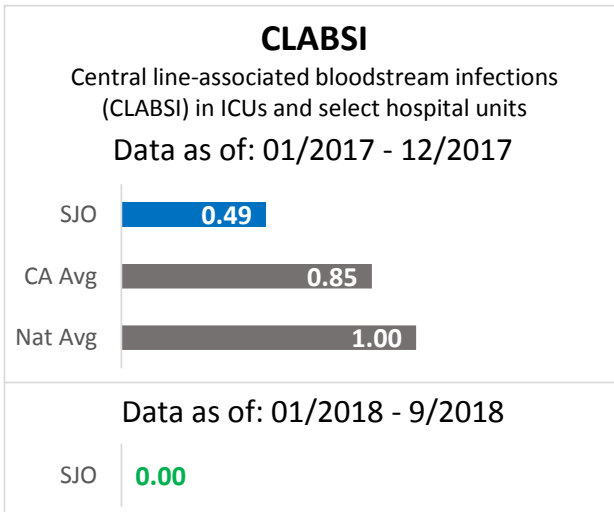 CLABSI
Central line-associated bloodstream infections
(CLABSI) in ICUs and select hospital units
Data as of: 01/2017 - 12/2017
SJO 0.49
CA Avg 0.85
Nat Avg 1.00
Data as of: 01/2018 - 9/2018
SJO 0.00